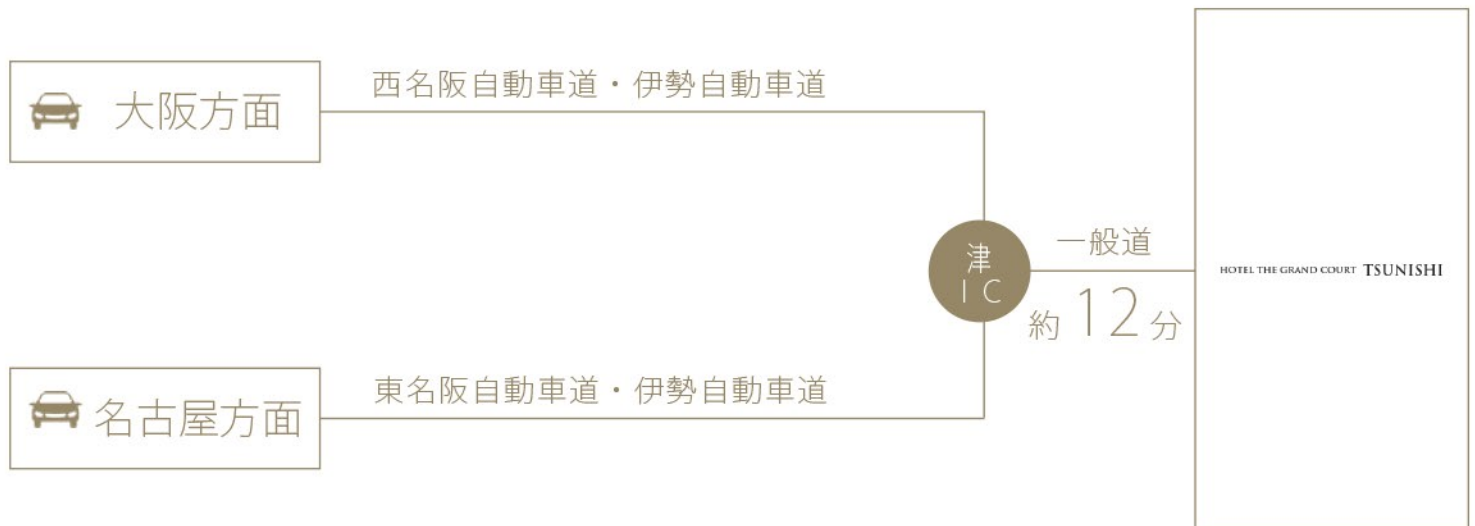 大阪方面
西名阪自動車道・伊勢自動車道
名古屋方面
東名阪自動車道・伊勢自動車道
津
IC
一般道
約12分
HOTEL THE GRAND COURT TSUNISHI